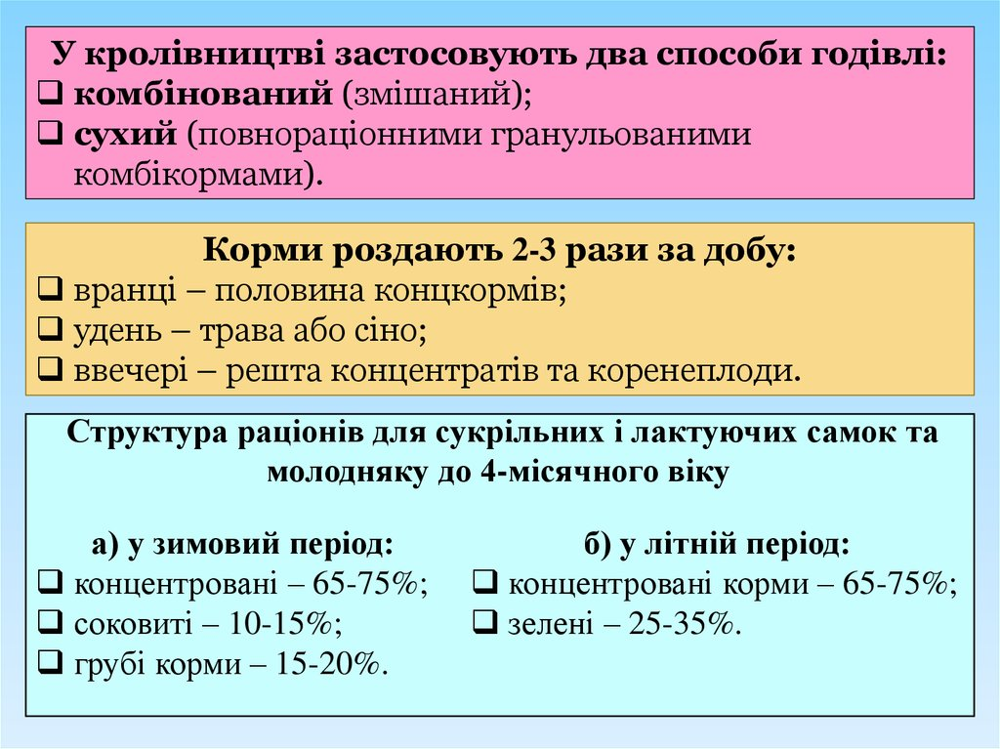 У кролівництві застосовують два способи годівлі:
❑ комбінований (змішаний);
❑ сухий (повнораціонними гранульованими
комбікормами).
Корми роздають 2-3 рази за добу:
❑ вранці – половина концкормів;
❑ удень – трава або сіно;
❑ ввечері – решта концентратів та коренеплоди.
Структура раціонів для сукрільних і лактуючих самок та
молодняку до 4-місячного віку
а) у зимовий період:
❑ концентровані – 65-75%;
❑ соковиті – 10-15%;
❑ грубі корми – 15-20%.
б) у літній період:
❑ концентровані корми – 65-75%;
❑ зелені – 25-35%.